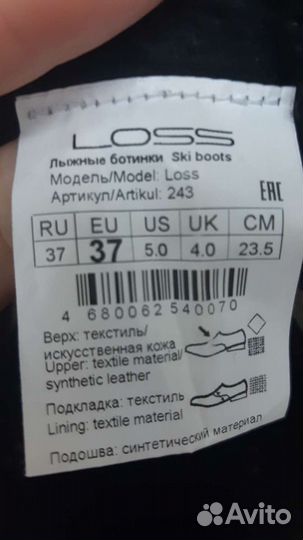 LOSS
Лыжные ботинки Ski boots
Модель/Model: Loss
Артикул/Artikul: 243
EAC
RU EU US UK CM
37 37 5.0 4.0 23.5
4 680062 540070
Верх: текстиль/
искусственная кожа
Upper: textile material/
synthetic leather
Подкладка: текстиль
Lining: textile material
Подошва: синтетический материал
Avito